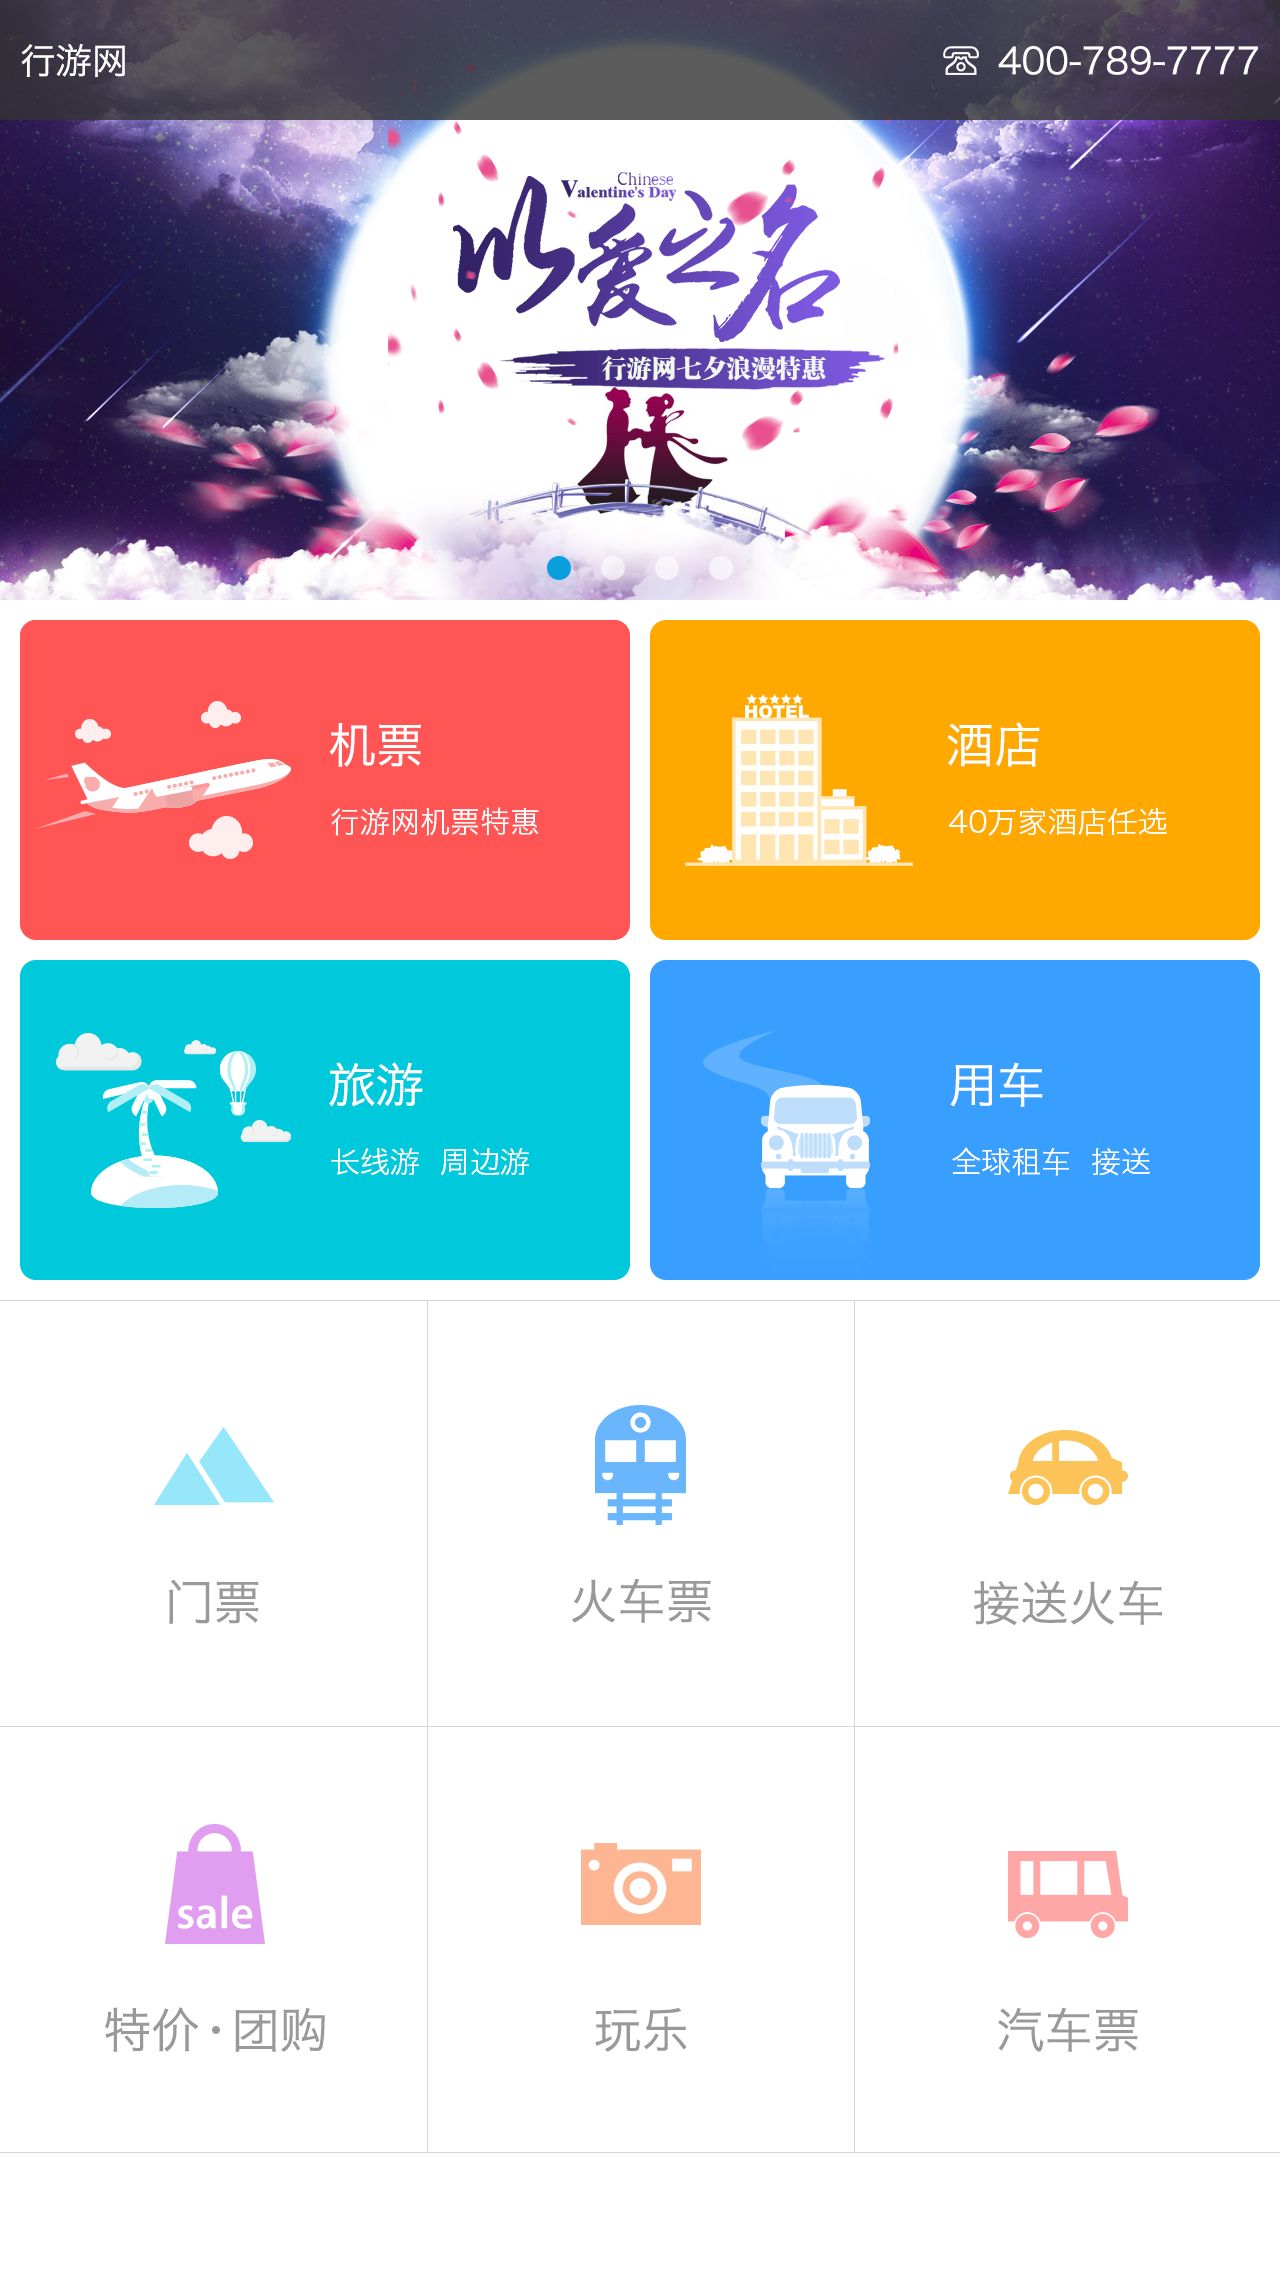 行游网
400-789-7777
Chinese
Valentine's Day
以爱之名
行游网七夕浪漫特惠
机票
行游网机票特惠
HOTEL
酒店
40万家酒店任选
旅游
长线游 周边游
用车
全球租车 接送
门票
火车票
接送火车
sale
特价·团购
玩乐
汽车票